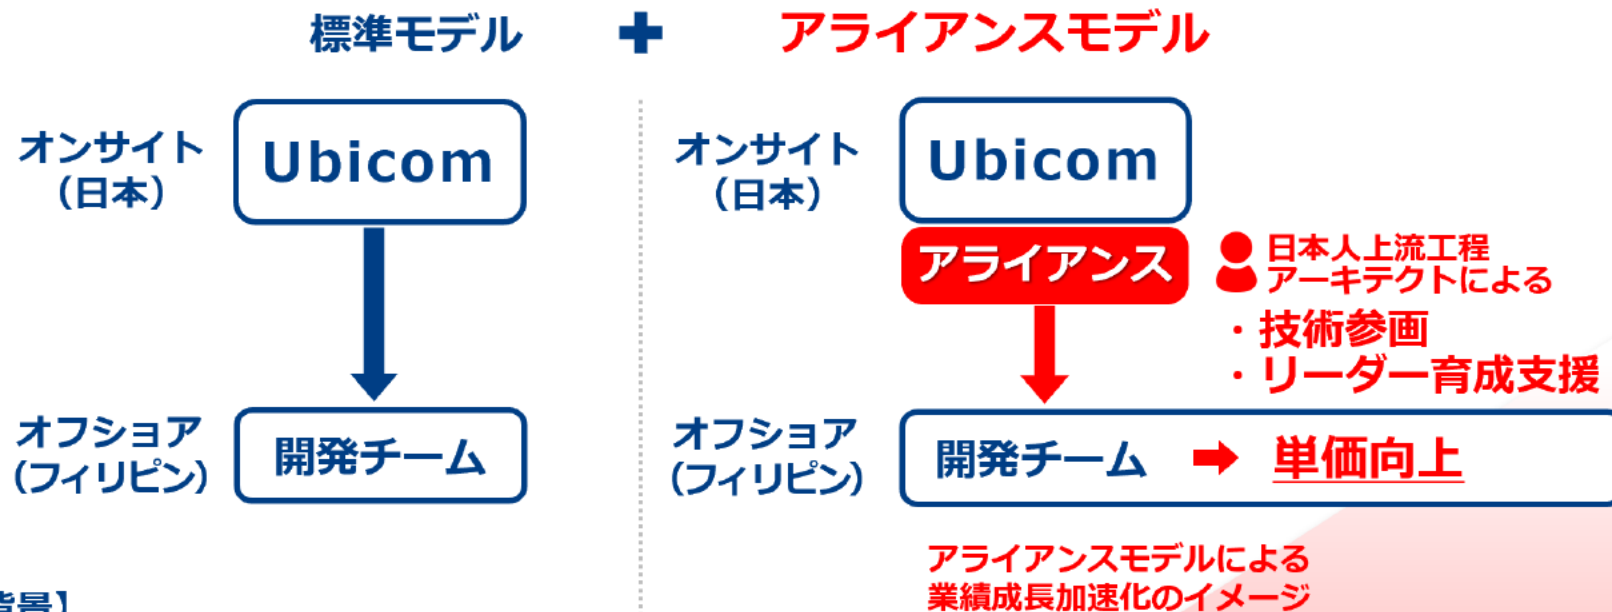 標準モデル
+
アライアンスモデル
オンサイト
（日本）
Ubicom
オフショア
（フィリピン）
開発チーム
オンサイト
（日本）
Ubicom
アライアンス
日本人上流工程
アーキテクトによる
・技術参画
・リーダー育成支援
オフショア
（フィリピン）
開発チーム ➡ 単価向上
アライアンスモデルによる
業績成長加速化のイメージ
背景】